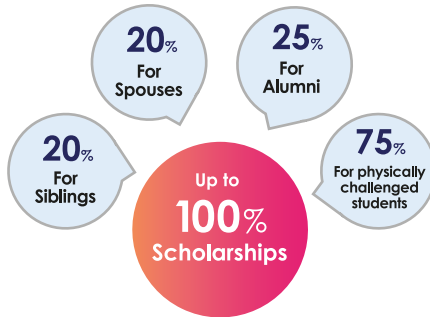 20%
For
Spouses
25%
For
Alumni
20%
For
Siblings
75%
For physically
challenged
students
Up to
100%
Scholarships